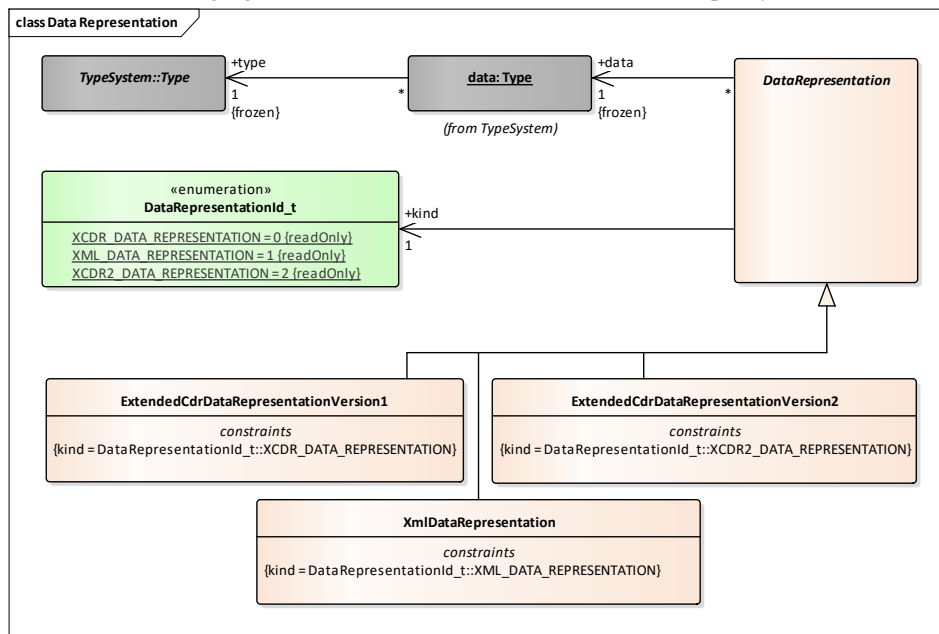 class Data Representation
TypeSystem::Type
+type
1
{frozen}
*
data: Type
(from TypeSystem)
+data
1
{frozen}
*
DataRepresentation
«enumeration»
DataRepresentationId_t
XCDR_DATA_REPRESENTATION = 0 {readOnly}
XML_DATA_REPRESENTATION = 1 {readOnly}
XCDR2_DATA_REPRESENTATION = 2 {readOnly}
+kind
1
ExtendedCdrDataRepresentationVersion1
constraints
{kind = DataRepresentationId_t::XCDR_DATA_REPRESENTATION}
ExtendedCdrDataRepresentationVersion2
constraints
{kind = DataRepresentationId_t::XCDR2_DATA_REPRESENTATION}
XmlDataRepresentation
constraints
{kind = DataRepresentationId_t::XML_DATA_REPRESENTATION}